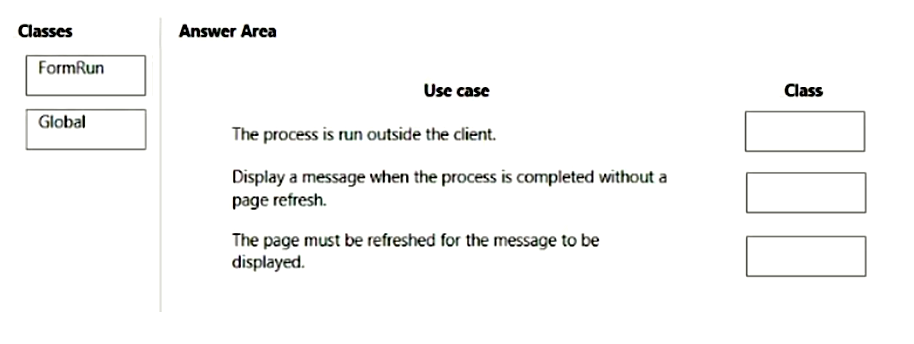 Classes
Answer Area
FormRun
Global
Use case
Class
The process is run outside the client.
Display a message when the process is completed without a
page refresh.
The page must be refreshed for the message to be
displayed.